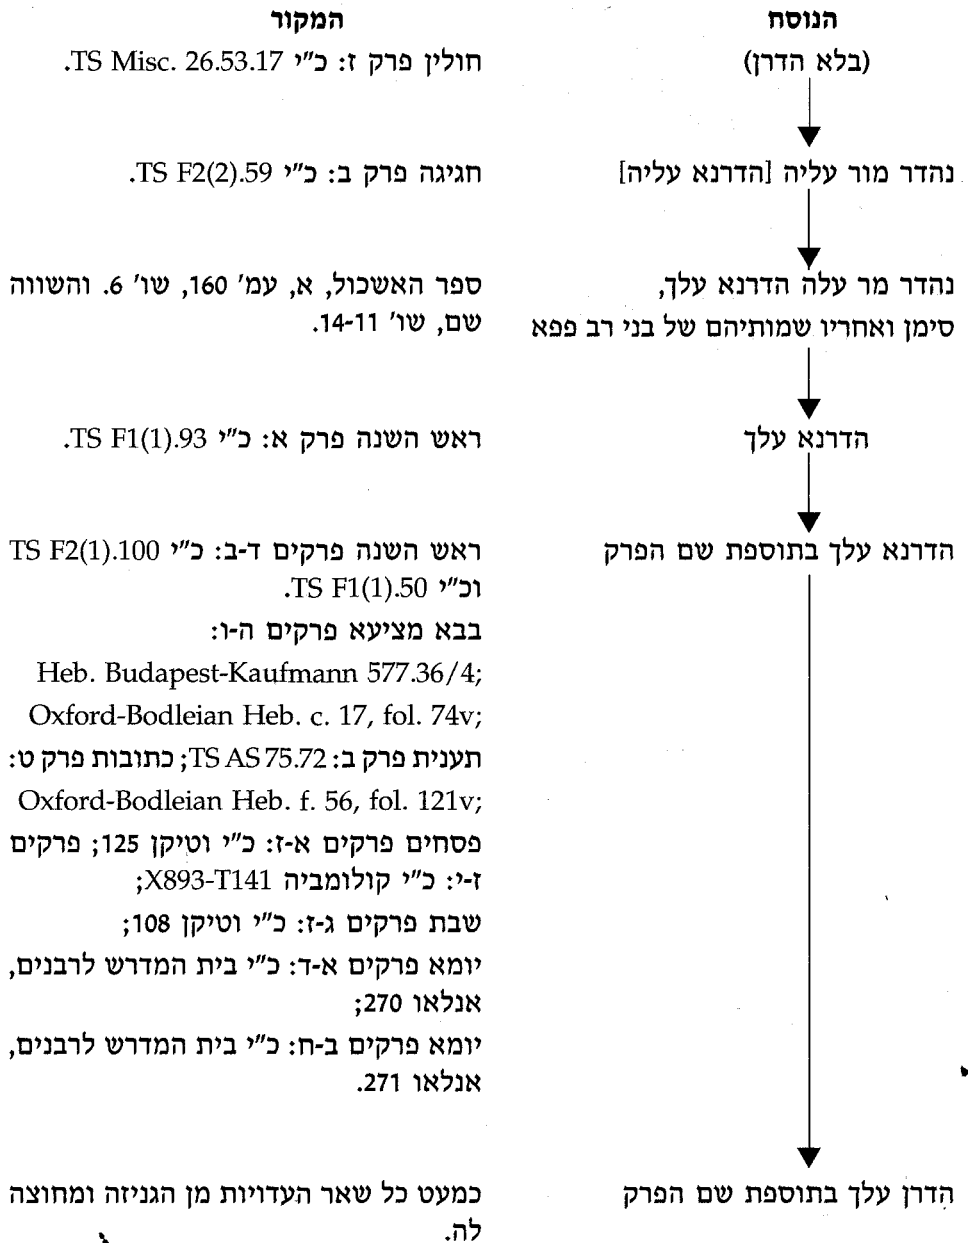 הנוסח
המקור
(בלא הדרן)
חולין פרק ז: כ"י TS Misc. 26.53.17.
נהדר מור עליה [הדרנא עליה]
חגיגה פרק ב: כ"י TS F2(2).59.
נהדר מר עלה הדרנא עלך,
סימן ואחריו שמותיהם של בני רב פפא
ספר האשכול, א, עמ' 160, שו' 6. והשווה
שם, שו' 14-11.
הדרנא עלך
ראש השנה פרק א: כ"י TS F1(1).93.
הדרנא עלך בתוספת שם הפרק
ראש השנה פרקים ד-ב: כ"י TS F2(1).100
וכ"י TS F1(1).50.
בבא מציעא פרקים ה-ו:
Heb. Budapest-Kaufmann 577.36/4;
Oxford-Bodleian Heb. c. 17, fol. 74v;
תענית פרק ב: TS AS 75.72; כתובות פרק ט:
Oxford-Bodleian Heb. f. 56, fol. 121v;
פסחים פרקים א-ז: כ"י וטיקן 125; פרקים
ז-י: כ"י קולומביה X893-T141;
שבת פרקים ג-ז: כ"י וטיקן 108;
יומא פרקים א-ד: כ"י בית המדרש לרבנים,
אנלאו 270;
יומא פרקים ב-ח: כ"י בית המדרש לרבנים,
אנלאו 271.
הדרן עלך בתוספת שם הפרק
כמעט כל שאר העדויות מן הגניזה ומחוצה
לה.